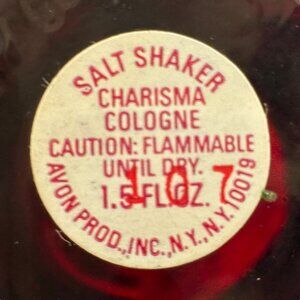 SALT SHAKER
CHARISMA
COLOGNE
CAUTION: FLAMMABLE
UNTIL DRY.
1.5 FL. OZ.
10 7
AVON PROD., INC., N.Y., N.Y. 10019